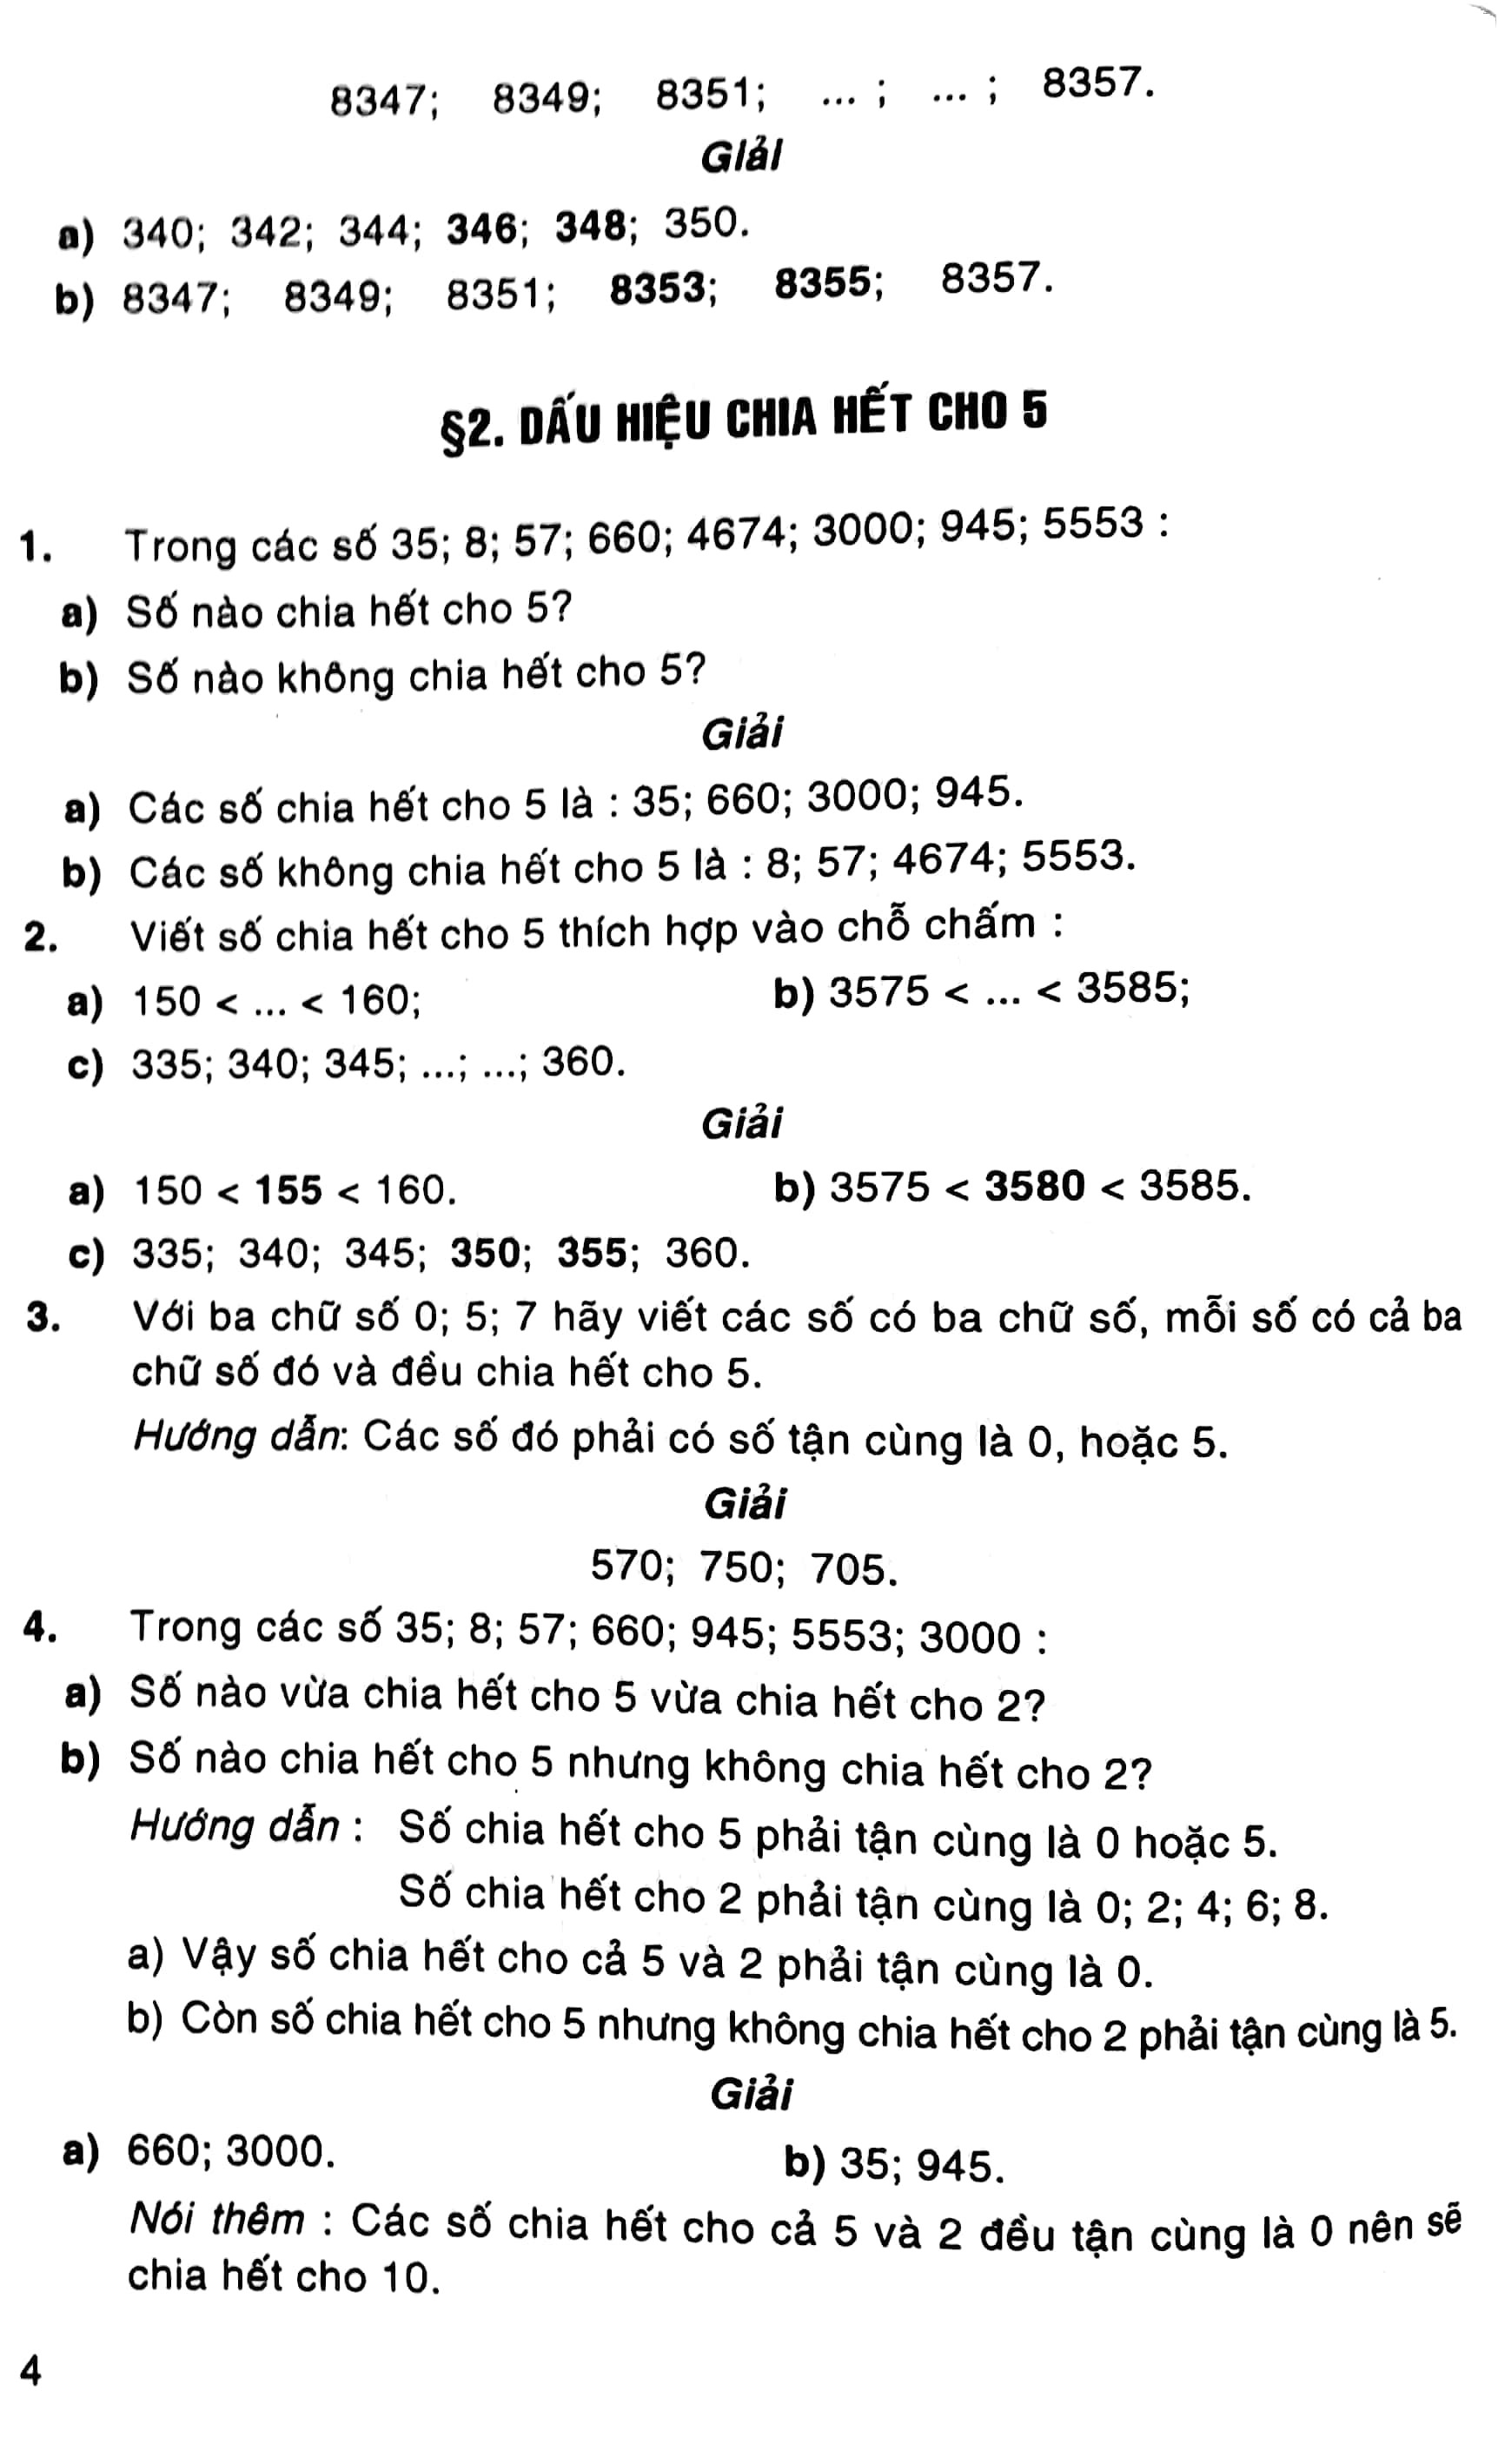 8347; 8349; 8351; ... ; ... ; 8357.
Giải
a) 340; 342; 344; 346; 348; 350.
b) 8347; 8349; 8351; 8353; 8355; 8357.
§2. DẤU HIỆU CHIA HẾT CHO 5
1. Trong các số 35; 8; 57; 660; 4674; 3000; 945; 5553 :
a) Số nào chia hết cho 5?
b) Số nào không chia hết cho 5?
Giải
a) Các số chia hết cho 5 là : 35; 660; 3000; 945.
b) Các số không chia hết cho 5 là : 8; 57; 4674; 5553.
2. Viết số chia hết cho 5 thích hợp vào chỗ chấm :
a) 150 < ... < 160; b) 3575 < ... < 3585;
c) 335; 340; 345; ...; ...; 360.
Giải
a) 150 < 155 < 160. b) 3575 < 3580 < 3585.
c) 335; 340; 345; 350; 355; 360.
3. Với ba chữ số 0; 5; 7 hãy viết các số có ba chữ số, mỗi số có cả ba
chữ số đó và đều chia hết cho 5.
Hướng dẫn: Các số đó phải có số tận cùng là 0, hoặc 5.
Giải
570; 750; 705.
4. Trong các số 35; 8; 57; 660; 945; 5553; 3000 :
a) Số nào vừa chia hết cho 5 vừa chia hết cho 2?
b) Số nào chia hết cho 5 nhưng không chia hết cho 2?
Hướng dẫn : Số chia hết cho 5 phải tận cùng là 0 hoặc 5.
Số chia hết cho 2 phải tận cùng là 0; 2; 4; 6; 8.
a) Vậy số chia hết cho cả 5 và 2 phải tận cùng là 0.
b) Còn số chia hết cho 5 nhưng không chia hết cho 2 phải tận cùng là 5.
Giải
a) 660; 3000. b) 35; 945.
Nói thêm : Các số chia hết cho cả 5 và 2 đều tận cùng là 0 nên sẽ
chia hết cho 10.
4